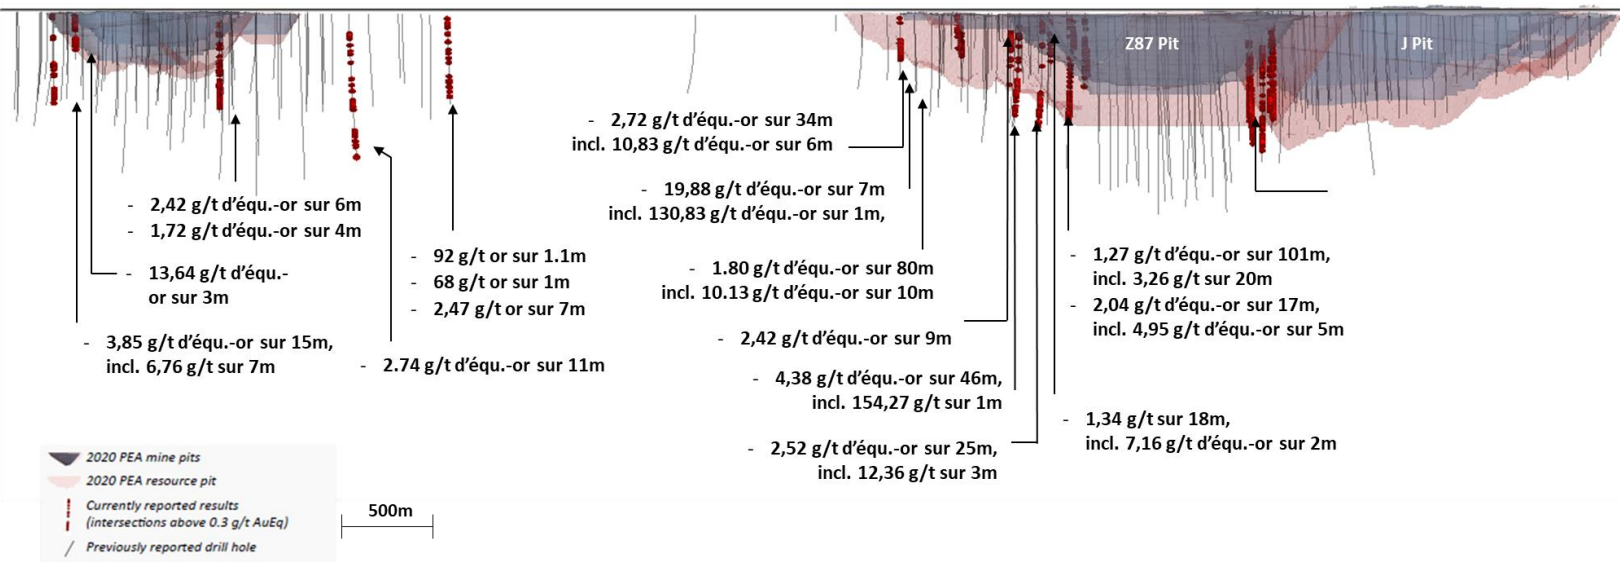 Z87 Pit
J Pit
- 2,42 g/t d’équ.-or sur 6m
- 1,72 g/t d’équ.-or sur 4m
- 13,64 g/t d’équ.-
or sur 3m
- 3,85 g/t d’équ.-or sur 15m,
incl. 6,76 g/t sur 7m
- 92 g/t or sur 1.1m
- 68 g/t or sur 1m
- 2,47 g/t or sur 7m
- 2.74 g/t d’équ.-or sur 11m
- 2,72 g/t d’équ.-or sur 34m
incl. 10,83 g/t d’équ.-or sur 6m
- 19,88 g/t d’équ.-or sur 7m
incl. 130,83 g/t d’équ.-or sur 1m,
- 1.80 g/t d’équ.-or sur 80m
incl. 10.13 g/t d’équ.-or sur 10m
- 2,42 g/t d’équ.-or sur 9m
- 4,38 g/t d’équ.-or sur 46m,
incl. 154,27 g/t sur 1m
- 2,52 g/t d’équ.-or sur 25m,
incl. 12,36 g/t sur 3m
- 1,27 g/t d’équ.-or sur 101m,
incl. 3,26 g/t sur 20m
- 2,04 g/t d’équ.-or sur 17m,
incl. 4,95 g/t d’équ.-or sur 5m
- 1,34 g/t sur 18m,
incl. 7,16 g/t d’équ.-or sur 2m
2020 PEA mine pits
2020 PEA resource pit
Currently reported results
(intersections above 0.3 g/t AuEq)
Previously reported drill hole
500m